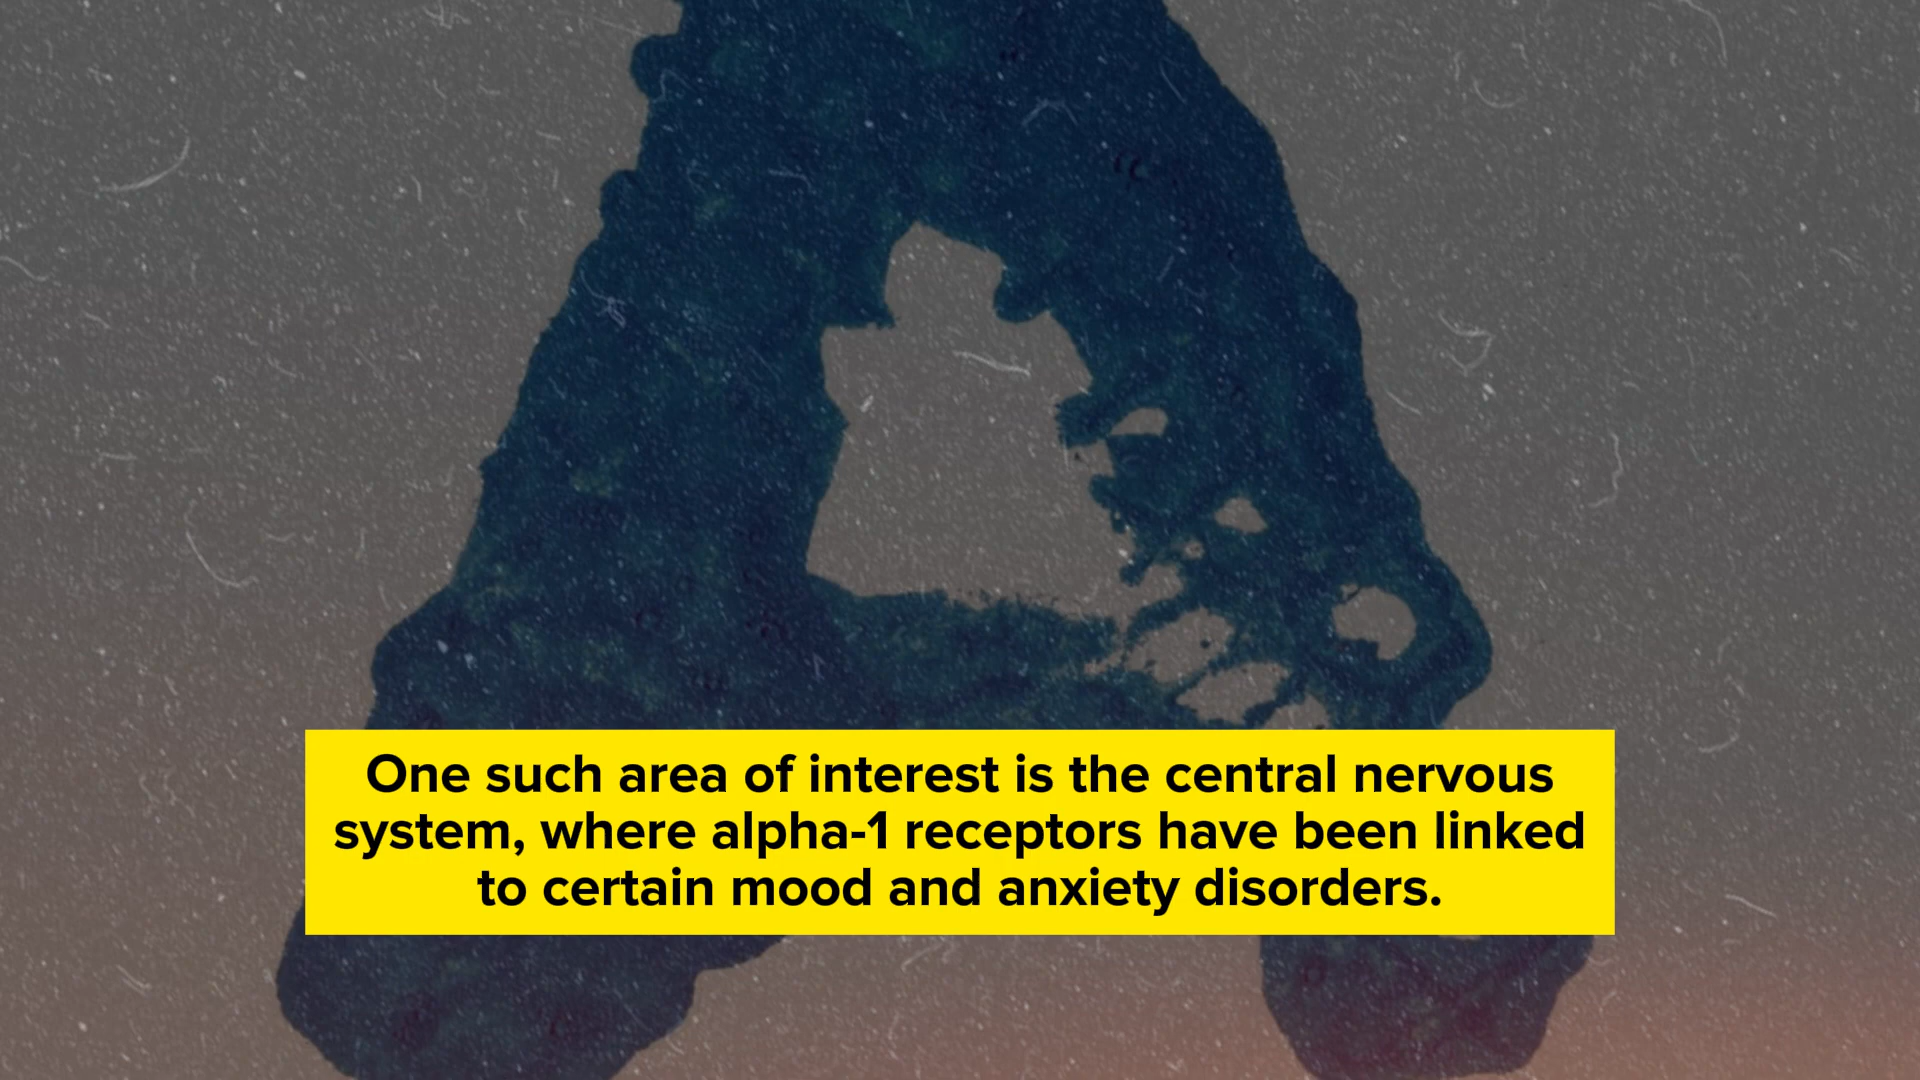 One such area of interest is the central nervous
system, where alpha-1 receptors have been linked
to certain mood and anxiety disorders.